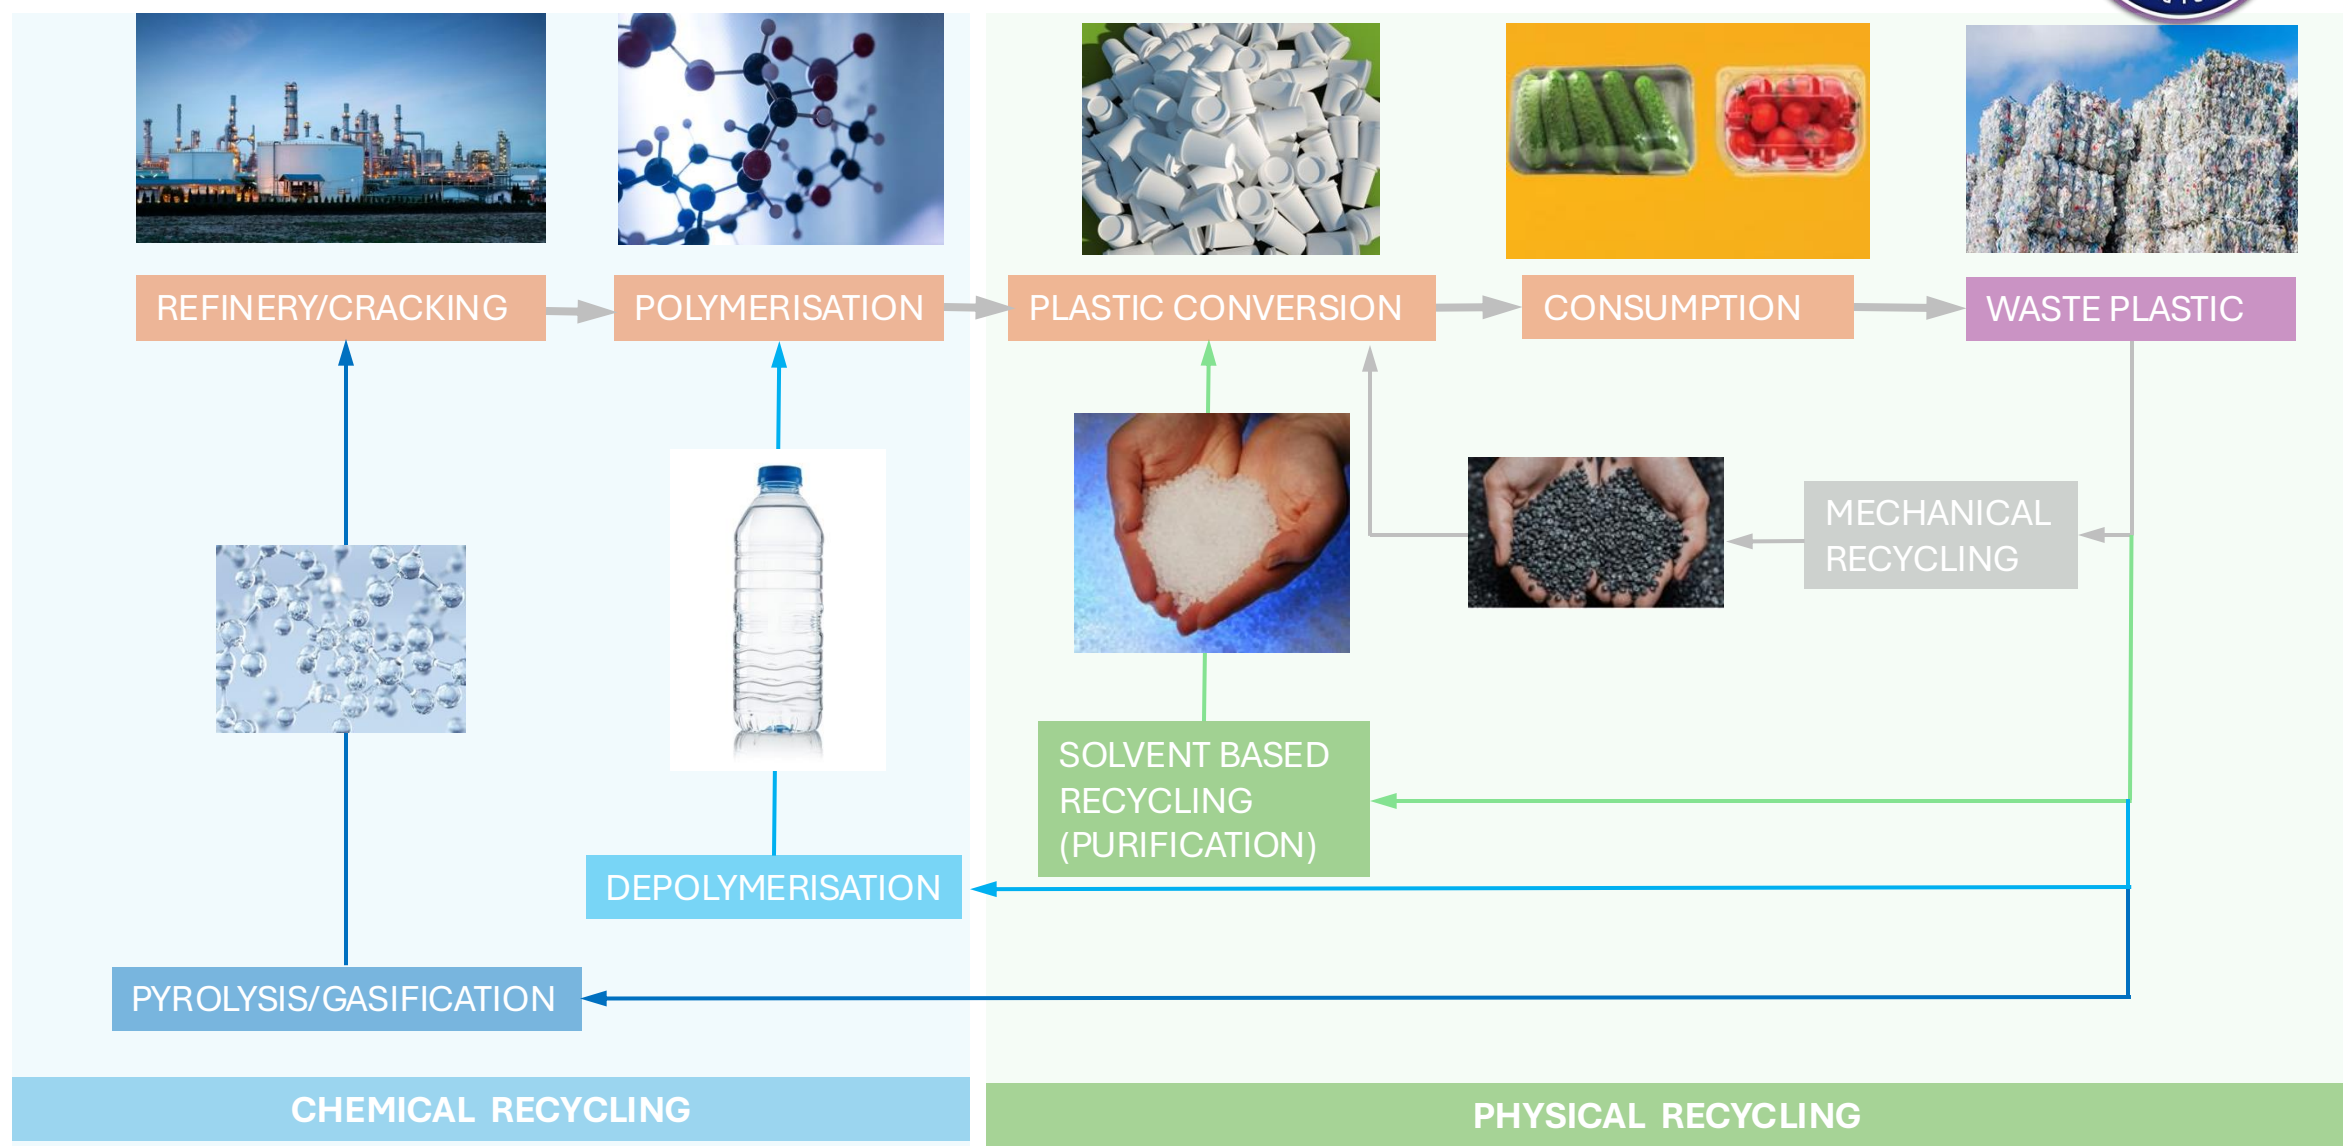 REFINERY/CRACKING
POLYMERISATION
PLASTIC CONVERSION
CONSUMPTION
WASTE PLASTIC
MECHANICAL
RECYCLING
SOLVENT BASED
RECYCLING
(PURIFICATION)
DEPOLYMERISATION
PYROLYSIS/GASIFICATION
CHEMICAL RECYCLING
PHYSICAL RECYCLING